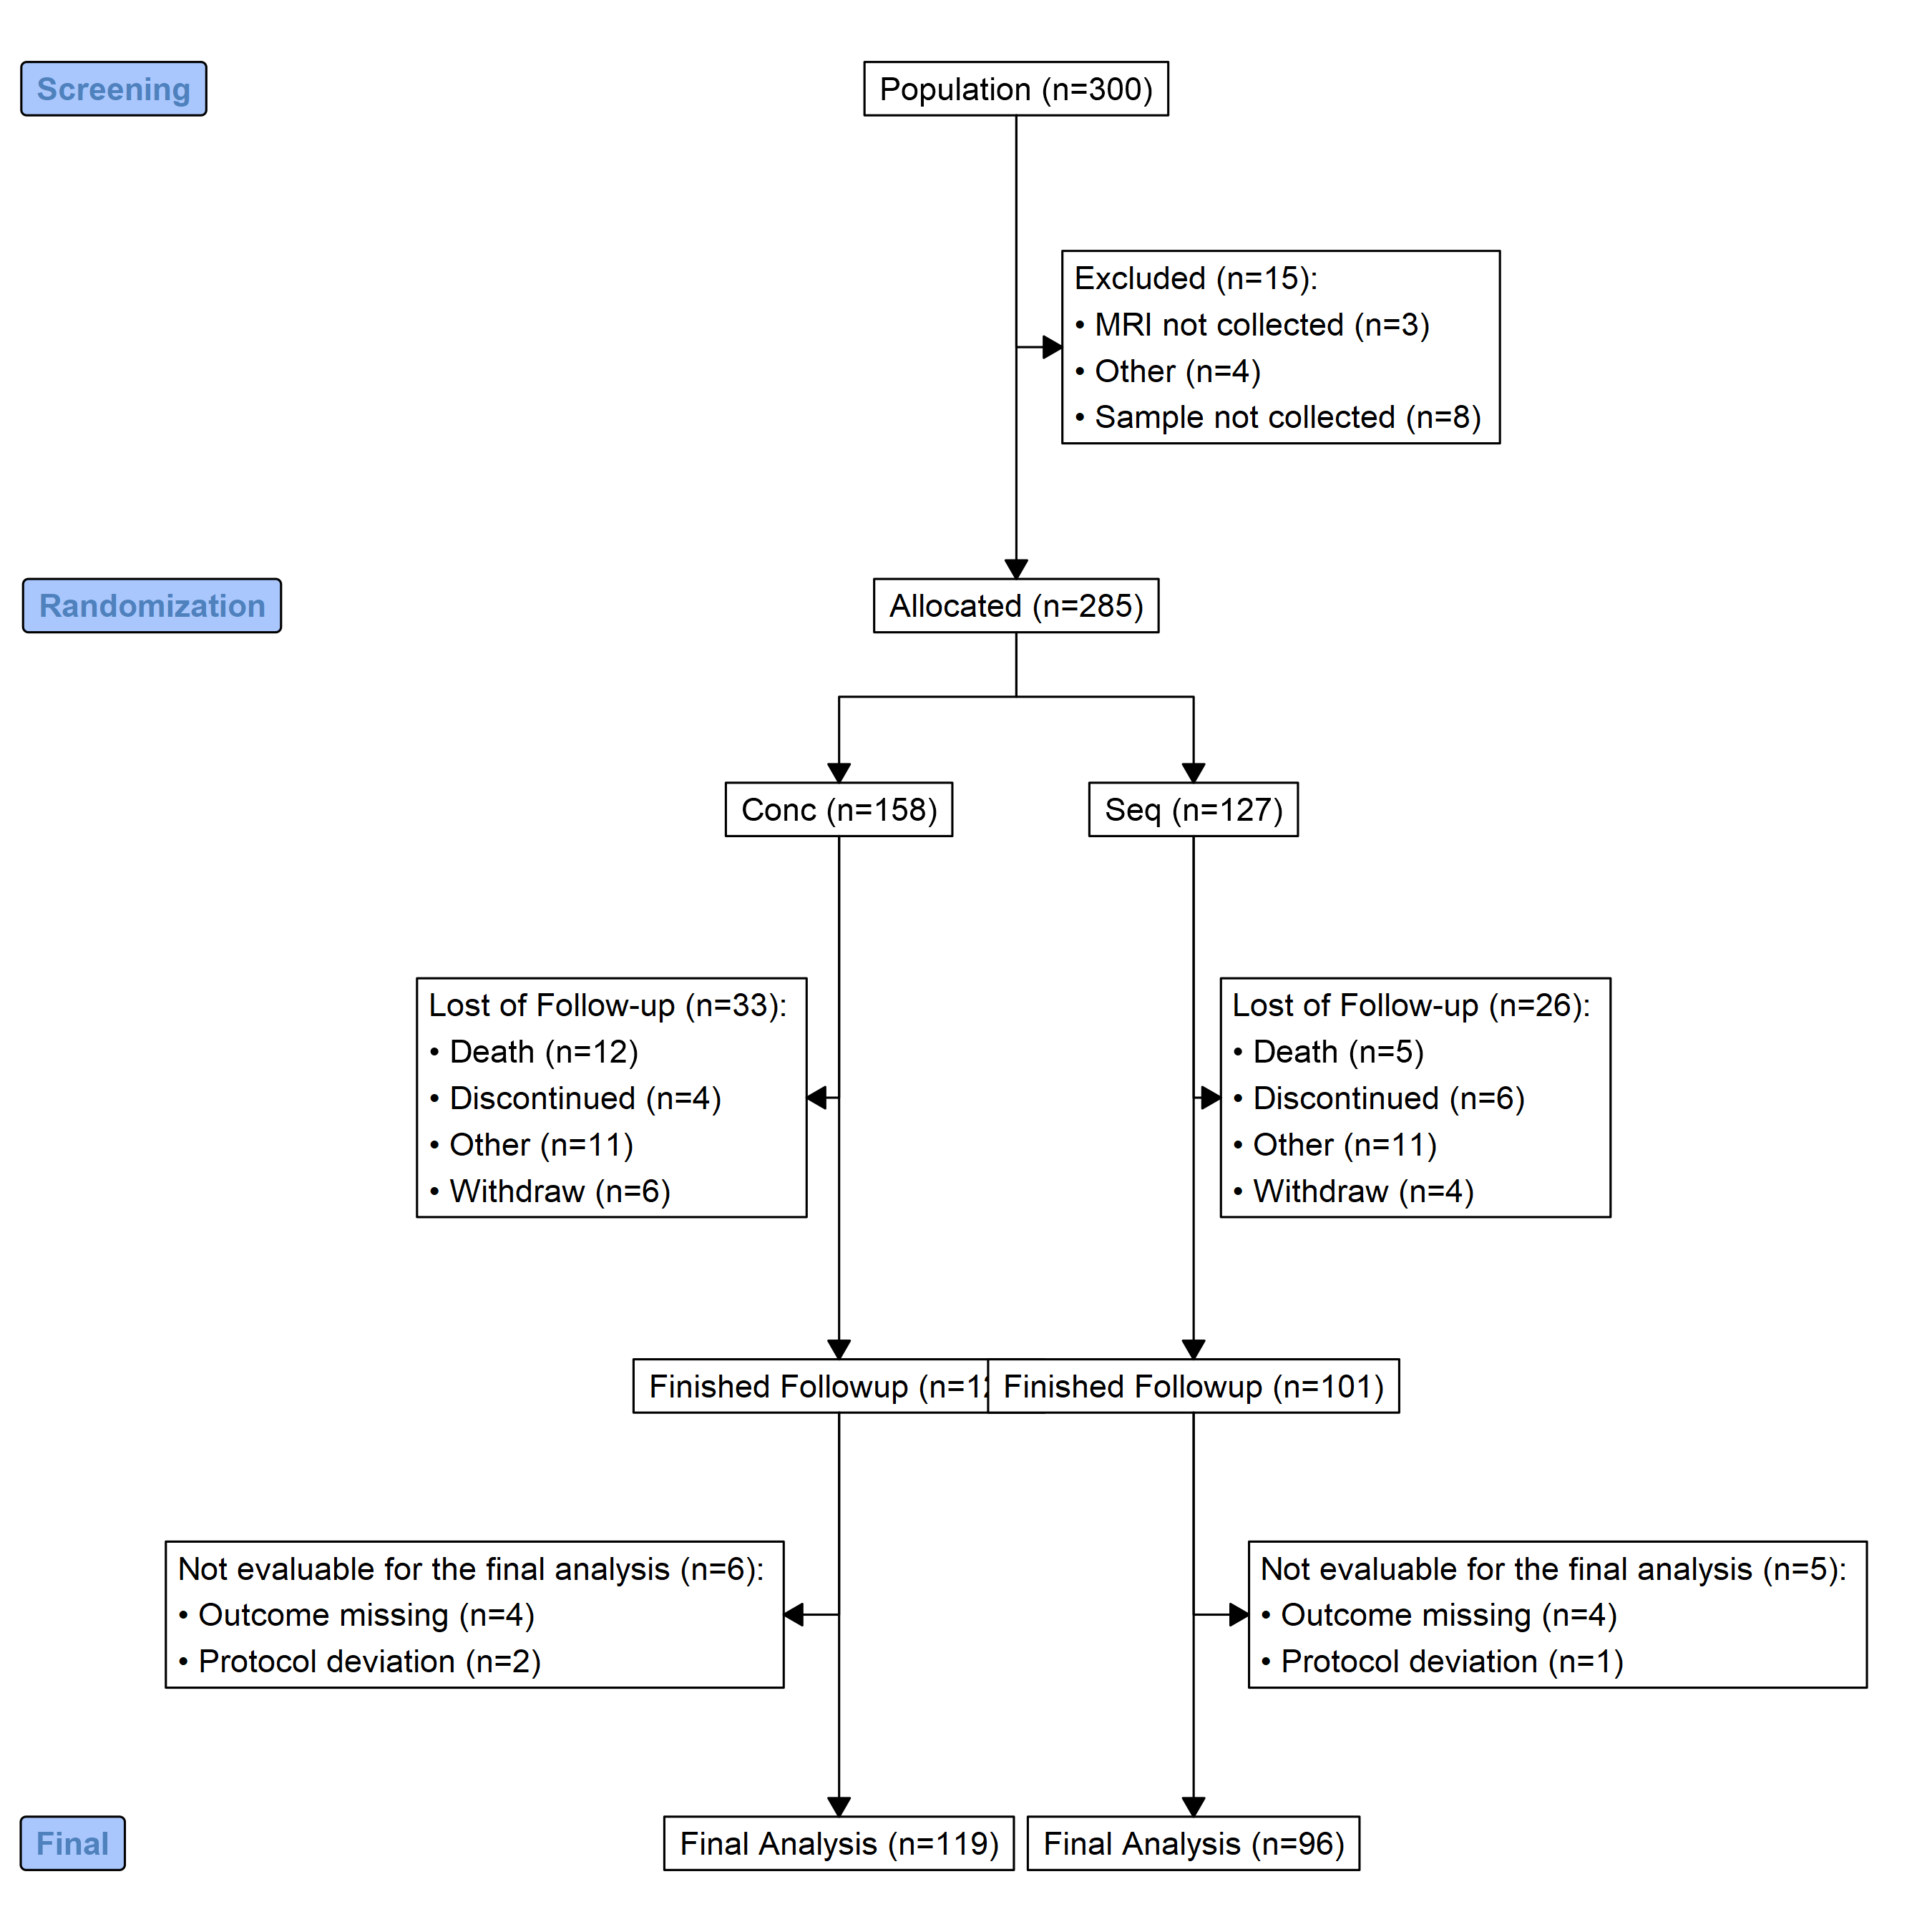 Screening
Population (n=300)
Excluded (n=15):
• MRI not collected (n=3)
• Other (n=4)
• Sample not collected (n=8)
Randomization
Allocated (n=285)
Conc (n=158)
Seq (n=127)
Lost of Follow-up (n=33):
• Death (n=12)
• Discontinued (n=4)
• Other (n=11)
• Withdraw (n=6)
Lost of Follow-up (n=26):
• Death (n=5)
• Discontinued (n=6)
• Other (n=11)
• Withdraw (n=4)
Finished Followup
Finished Followup (n=101)
Not evaluable for the final analysis (n=6):
• Outcome missing (n=4)
• Protocol deviation (n=2)
Not evaluable for the final analysis (n=5):
• Outcome missing (n=4)
• Protocol deviation (n=1)
Final
Final Analysis (n=119)
Final Analysis (n=96)